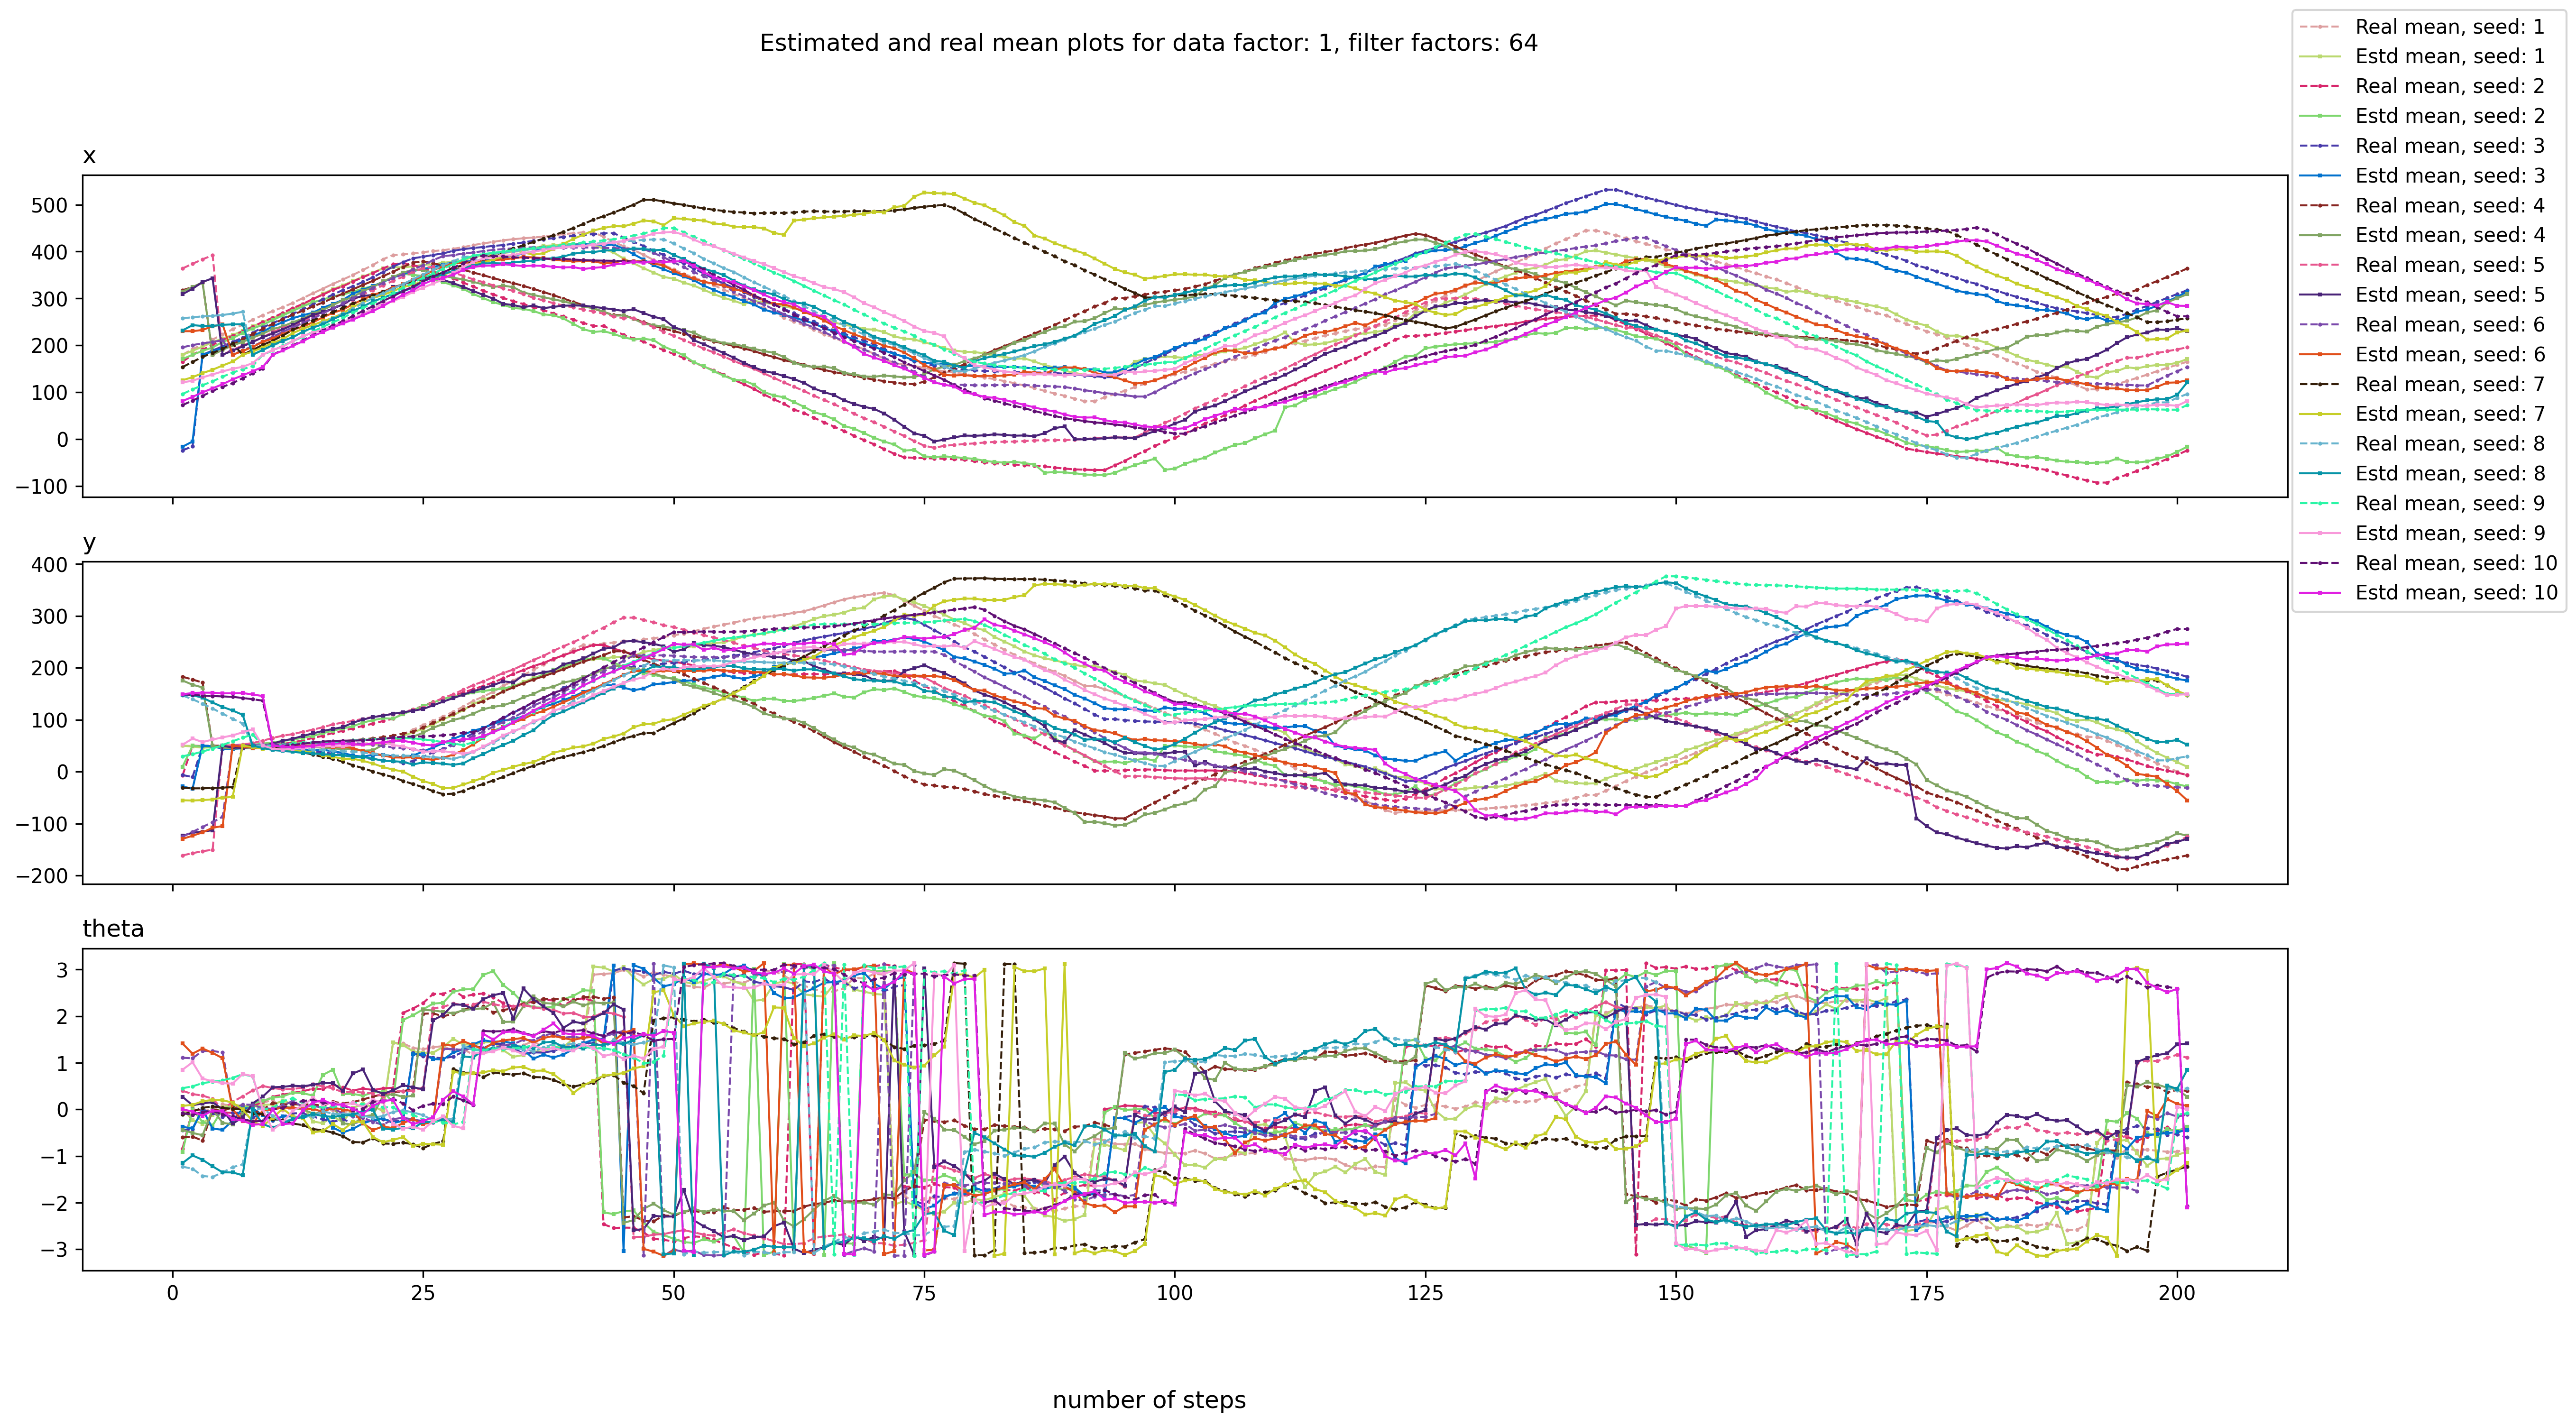 Estimated and real mean plots for data factor: 1, filter factors: 64
Real mean, seed: 1
Estd mean, seed: 1
Real mean, seed: 2
Estd mean, seed: 2
Real mean, seed: 3
Estd mean, seed: 3
Real mean, seed: 4
Estd mean, seed: 4
Real mean, seed: 5
Estd mean, seed: 5
Real mean, seed: 6
Estd mean, seed: 6
Real mean, seed: 7
Estd mean, seed: 7
Real mean, seed: 8
Estd mean, seed: 8
Real mean, seed: 9
Estd mean, seed: 9
Real mean, seed: 10
Estd mean, seed: 10
x
500
400
300
200
100
0
−100
y
400
300
200
100
0
−100
−200
theta
3
2
1
0
−1
−2
−3
0 25 50 75 100 125 150 175 200
number of steps